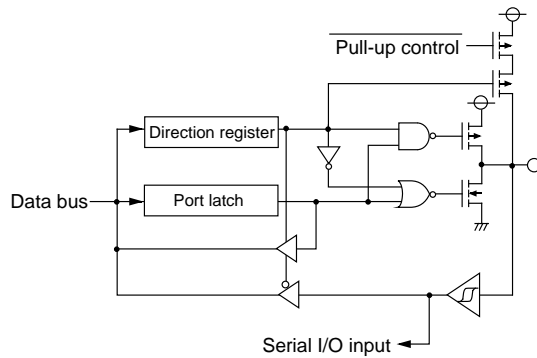 Pull-up control
Direction register
Port latch
Data bus
Serial I/O input